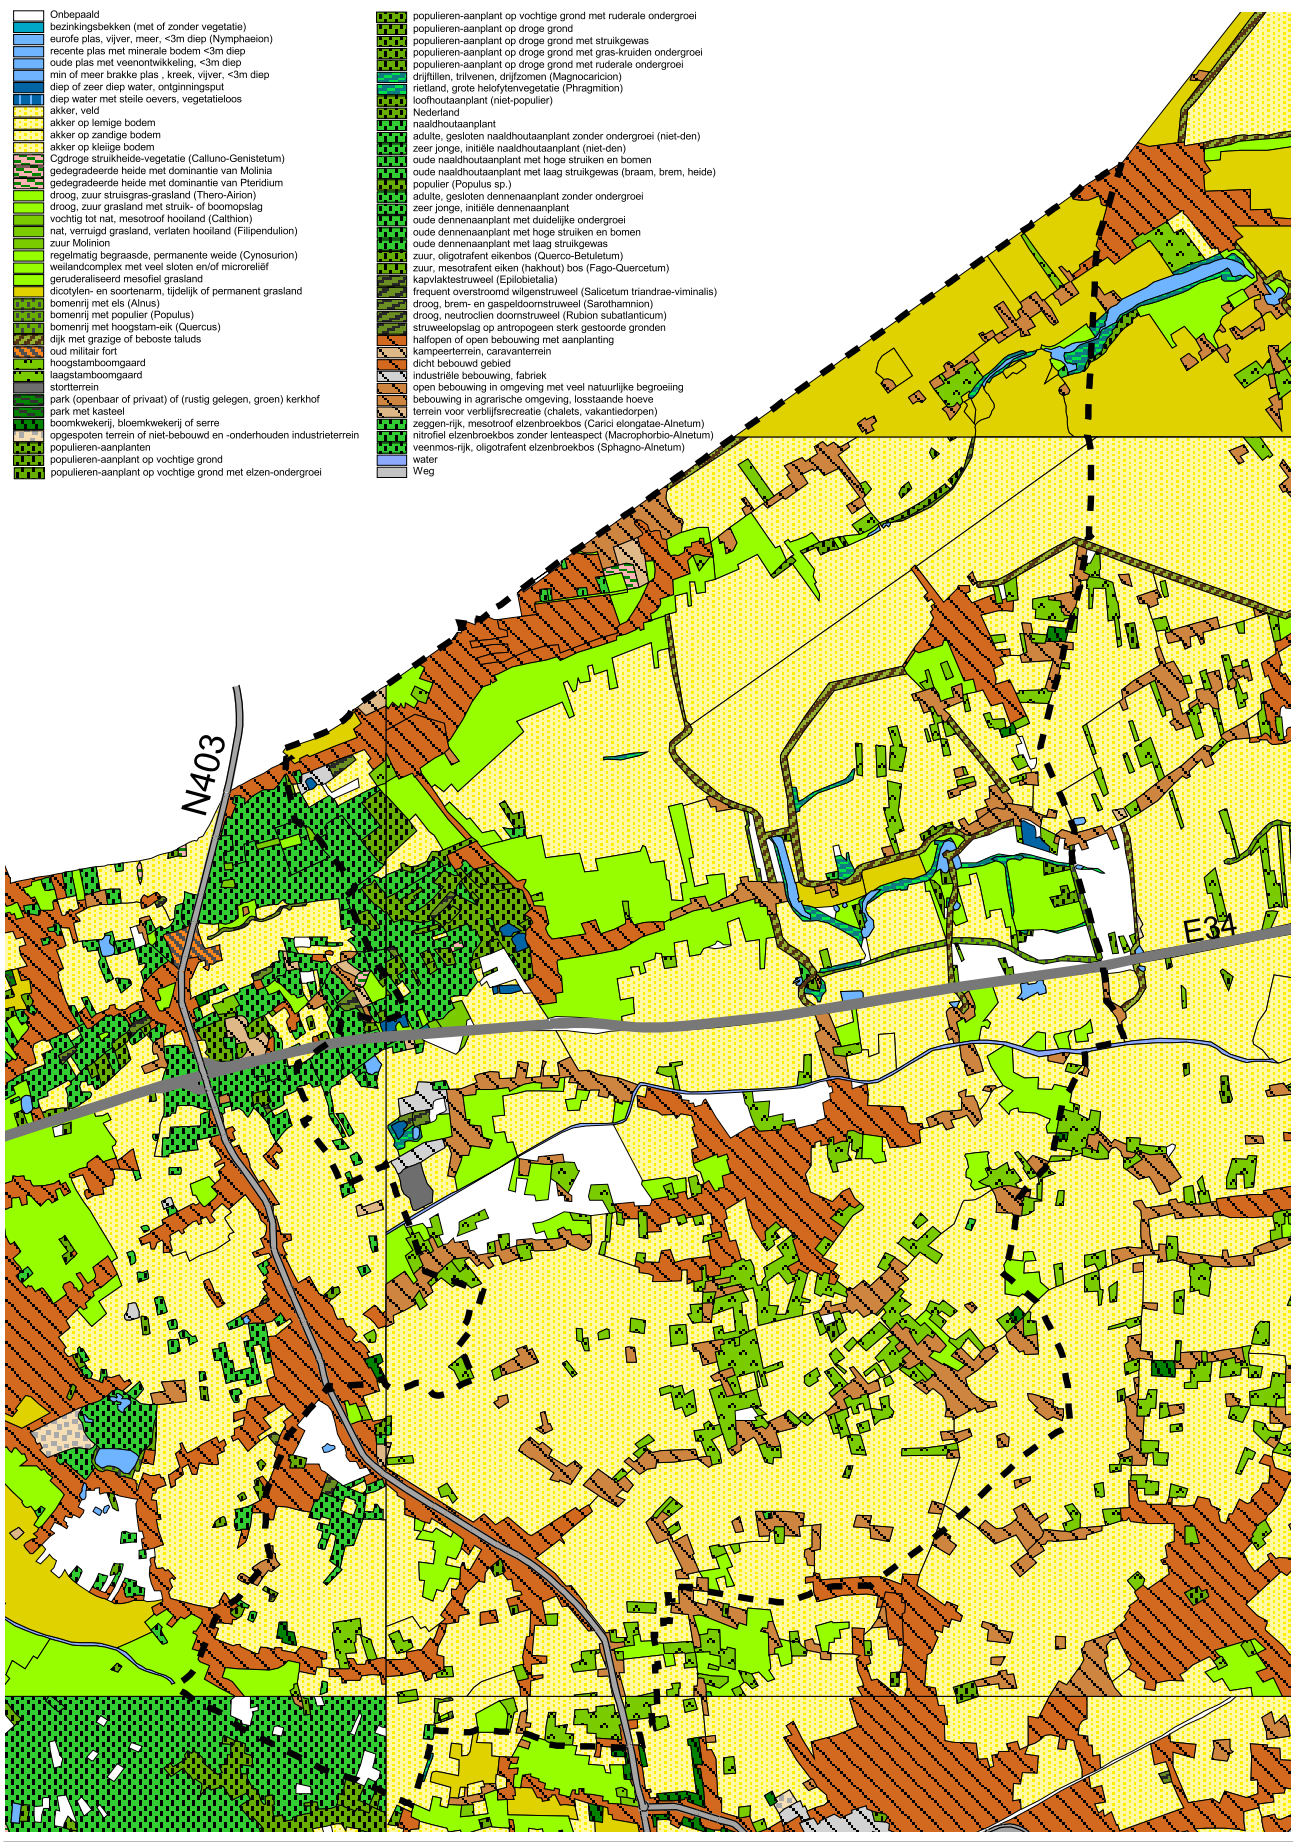 Onbepaald
bezinkingsbekken (met of zonder vegetatie)
eurofe plas, vijver, meer, <3m diep (Nymphaeion)
recente plas met minerale bodem <3m diep
oude plas met veenontwikkeling, <3m diep
min of meer brakke plas , kreek, vijver, <3m diep
diep of zeer diep water, ontginningsput
diep water met steile oevers, vegetatieloos
akker, veld
akker op lemige bodem
akker op zandige bodem
akker op kleiige bodem
Cgdroge struikheide-vegetatie (Calluno-Genistetum)
gedegradeerde heide met dominantie van Molinia
gedegradeerde heide met dominantie van Pteridium
droog, zuur struisgras-grasland (Thero-Airion)
droog, zuur grasland met struik- of boomopslag
vochtig tot nat, mesotroof hooiland (Calthion)
nat, verruigd grasland, verlaten hooiland (Filipendulion)
zuur Molinion
regelmatig begraasde, permanente weide (Cynosurion)
weilandcomplex met veel sloten en/of microreliëf
geruderaliseerd mesofiel grasland
dicotylen- en soortenarm, tijdelijk of permanent grasland
bomenrij met els (Alnus)
bomenrij met populier (Populus)
bomenrij met hoogstam-eik (Quercus)
dijk met grazige of beboste taluds
oud militair fort
hoogstamboomgaard
laagstamboomgaard
stortterrein
park (openbaar of privaat) of (rustig gelegen, groen) kerkhof
park met kasteel
boomkwekerij, bloemkwekerij of serre
opgespoten terrein of niet-bebouwd en -onderhouden industrieterrein
populieren-aanplanten
populieren-aanplant op vochtige grond
populieren-aanplant op vochtige grond met elzen-ondergroei
populieren-aanplant op vochtige grond met ruderale ondergroei
populieren-aanplant op droge grond
populieren-aanplant op droge grond met struikgewas
populieren-aanplant op droge grond met gras-kruiden ondergroei
populieren-aanplant op droge grond met ruderale ondergroei
drijftillen, trilvenen, drijfzomen (Magnocaricion)
rietland, grote helofytenvegetatie (Phragmition)
loofhoutaanplant (niet-populier)
Nederland
naaldhoutaanplant
adulte, gesloten naaldhoutaanplant zonder ondergroei (niet-den)
zeer jonge, initiële naaldhoutaanplant (niet-den)
oude naaldhoutaanplant met hoge struiken en bomen
oude naaldhoutaanplant met laag struikgewas (braam, brem, heide)
populier (Populus sp.)
adulte, gesloten dennenaanplant zonder ondergroei
zeer jonge, initiële dennenaanplant
oude dennenaanplant met duidelijke ondergroei
oude dennenaanplant met hoge struiken en bomen
oude dennenaanplant met laag struikgewas
zuur, oligotrafent eikenbos (Querco-Betuletum)
zuur, mesotrafent eiken (hakhout) bos (Fago-Quercetum)
kapvlaktestruweel (Epilobietalia)
frequent overstroomd wilgenstruweel (Salicetum triandrae-viminalis)
droog, brem- en gaspeldoornstruweel (Sarothamnion)
droog, neutroclien doornstruweel (Rubion subatlanticum)
struweelopslag op antropogeen sterk gestoorde gronden
halfopen of open bebouwing met aanplanting
kampeerterrein, caravanterrein
dicht bebouwd gebied
industriële bebouwing, fabriek
open bebouwing in omgeving met veel natuurlijke begroeiing
bebouwing in agrarische omgeving, losstaande hoeve
terrein voor verblijfsrecreatie (chalets, vakantiedorpen)
zeggen-rijk, mesotroof elzenbroekbos (Carici elongatae-Alnetum)
nitrofiel elzenbroekbos zonder lenteaspect (Macrophorbio-Alnetum)
veenmos-rijk, oligotrafent elzenbroekbos (Sphagno-Alnetum)
water
Weg
N403
E34